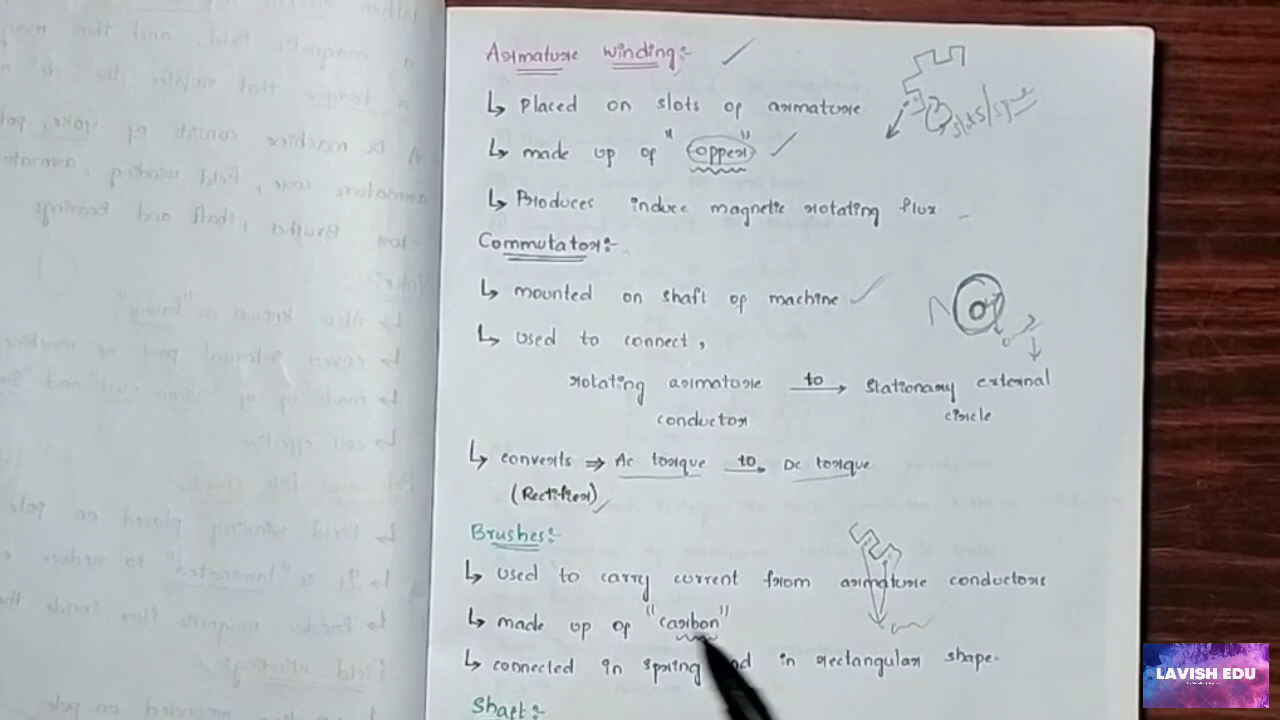 Armature winding:-
↳ Placed on slots of armature
↳ made up of "copper"
↳ Produces induce magnetic rotating flux
slots/
Commutator:-
↳ mounted on shaft of machine
↳ used to connect,
rotating armature to → stationary external
conductor circle
↳ converts ⇒ Ac torque to → Dc torque
(Rectifier)
Brushes:-
↳ used to carry current from armature conductors
↳ made up of "carbon"
↳ connected in spring in rectangular shape.
Shaft:-
LAVISH EDU